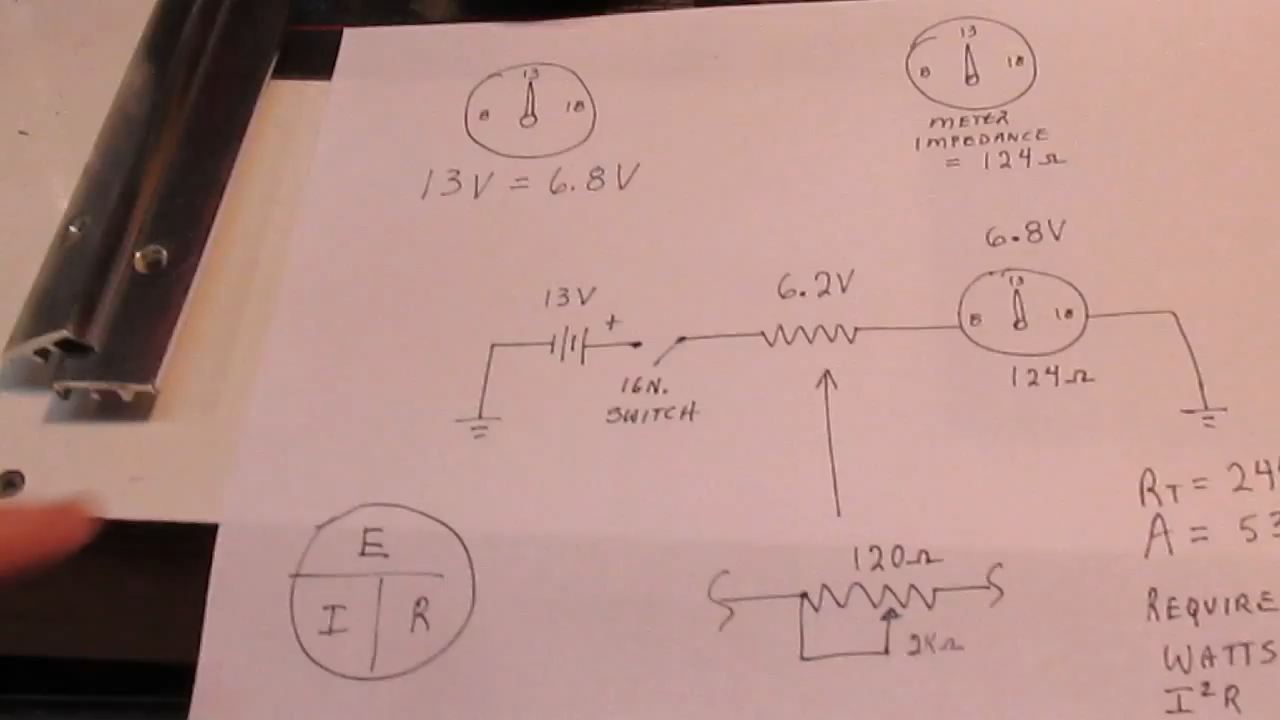 13
8 18
13V = 6.8V
13
8 18
METER
IMPEDANCE
= 124Ω
13V
+
IGN.
SWITCH
6.2V
6.8V
13
8 18
124Ω
E
I R
120Ω
2KΩ
RT = 24
A = 53
REQUIRE
WATTS
I²R